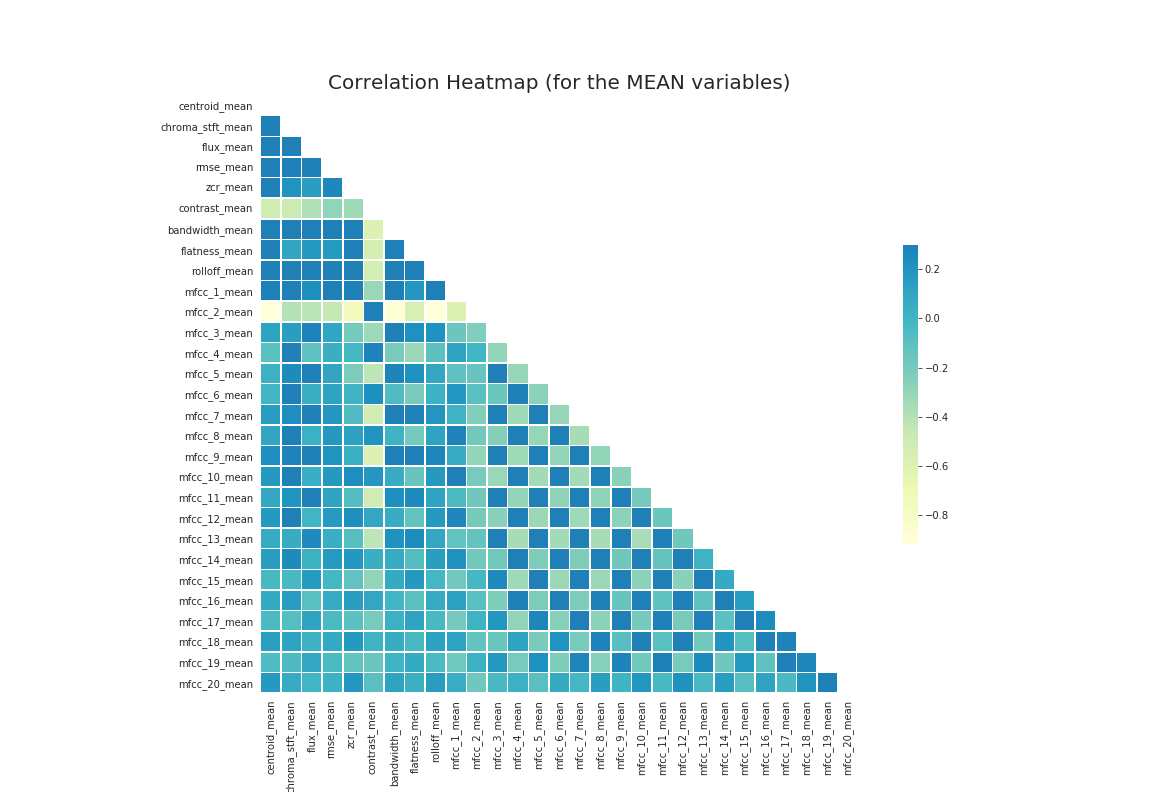 Correlation Heatmap (for the MEAN variables)
centroid_mean
chroma_stft_mean
flux_mean
rmse_mean
zcr_mean
contrast_mean
bandwidth_mean
flatness_mean
rolloff_mean
mfcc_1_mean
mfcc_2_mean
mfcc_3_mean
mfcc_4_mean
mfcc_5_mean
mfcc_6_mean
mfcc_7_mean
mfcc_8_mean
mfcc_9_mean
mfcc_10_mean
mfcc_11_mean
mfcc_12_mean
mfcc_13_mean
mfcc_14_mean
mfcc_15_mean
mfcc_16_mean
mfcc_17_mean
mfcc_18_mean
mfcc_19_mean
mfcc_20_mean
centroid_mean
chroma_stft_mean
flux_mean
rmse_mean
zcr_mean
contrast_mean
bandwidth_mean
flatness_mean
rolloff_mean
mfcc_1_mean
mfcc_2_mean
mfcc_3_mean
mfcc_4_mean
mfcc_5_mean
mfcc_6_mean
mfcc_7_mean
mfcc_8_mean
mfcc_9_mean
mfcc_10_mean
mfcc_11_mean
mfcc_12_mean
mfcc_13_mean
mfcc_14_mean
mfcc_15_mean
mfcc_16_mean
mfcc_17_mean
mfcc_18_mean
mfcc_19_mean
mfcc_20_mean
0.2
0.0
−0.2
−0.4
−0.6
−0.8